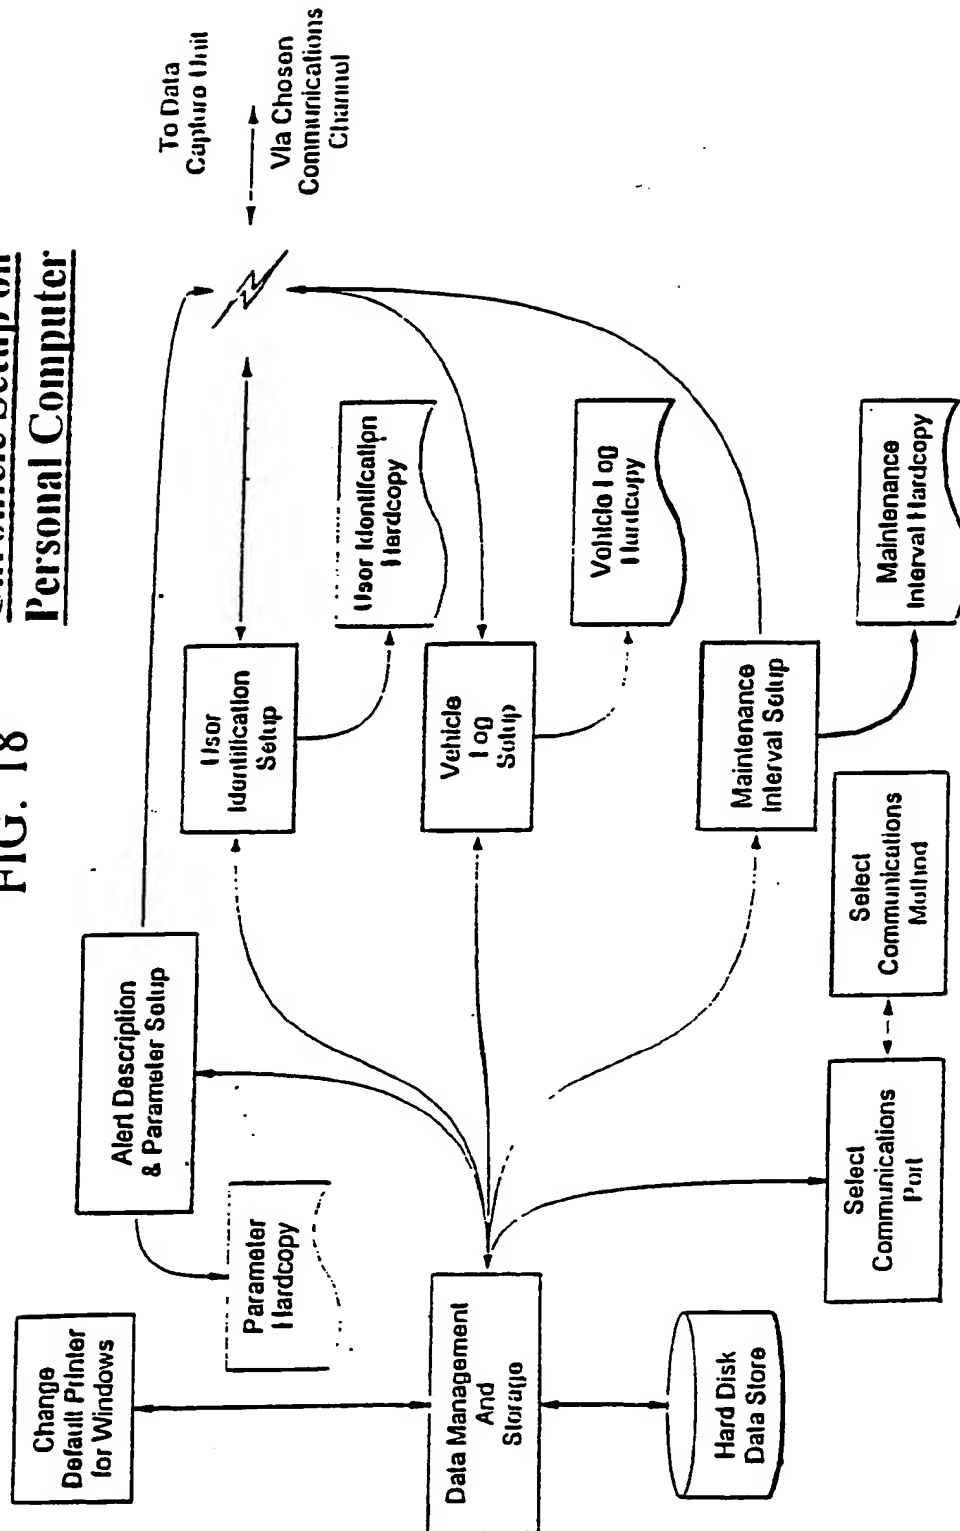 FIG. 18
Setup on
Personal Computer
Change
Default Printer
for Windows
Alert Description
& Parameter Setup
Parameter
Hardcopy
Data Management
And
Storage
Hard Disk
Data Store
User
Identification
Setup
User Identification
Hardcopy
Vehicle
Log
Setup
Vehicle Log
Hardcopy
Maintenance
Interval Setup
Maintenance
Interval Hardcopy
Select
Communications
Port
Select
Communications
Method
To Data
Capture Unit
Via Chosen
Communications
Channel